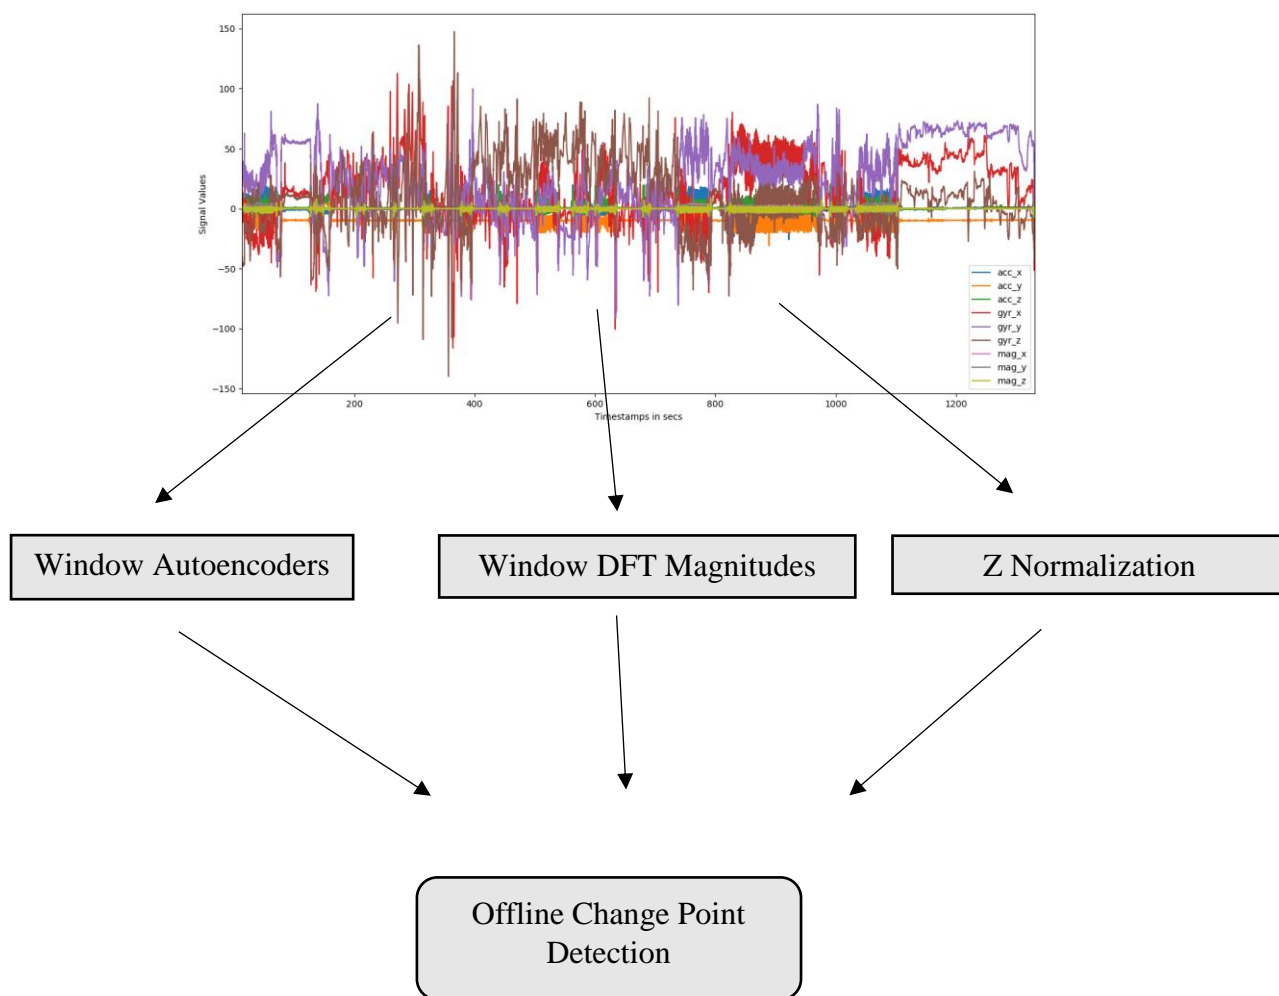 150
100
50
0
−50
−100
−150
Signal Values
acc_x
acc_y
acc_z
gyr_x
gyr_y
gyr_z
mag_x
mag_y
mag_z
200 400 600 800 1000 1200
Timestamps in secs
Window Autoencoders
Window DFT Magnitudes
Z Normalization
Offline Change Point
Detection